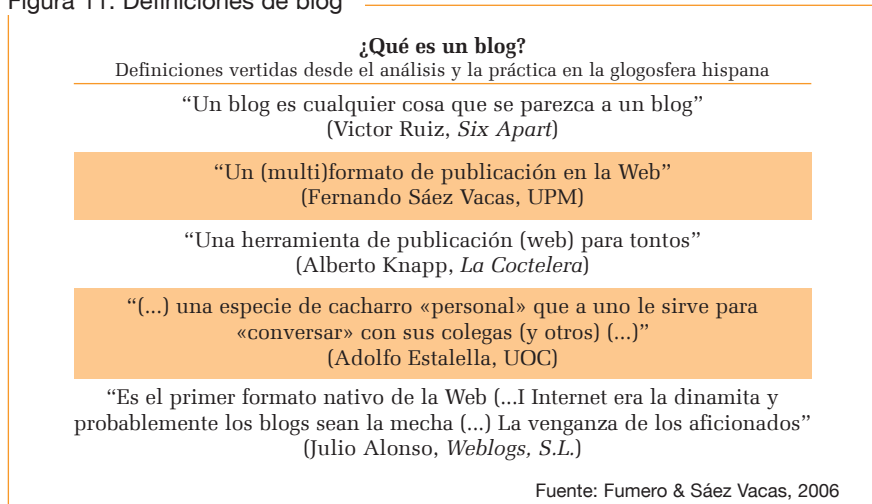 Figura 11. Definiciones de blog
¿Qué es un blog?
Definiciones vertidas desde el análisis y la práctica en la glogosfera hispana
“Un blog es cualquier cosa que se parezca a un blog”
(Victor Ruiz, Six Apart)
“Un (multi)formato de publicación en la Web”
(Fernando Sáez Vacas, UPM)
“Una herramienta de publicación (web) para tontos”
(Alberto Knapp, La Coctelera)
“(...) una especie de cacharro «personal» que a uno le sirve para
«conversar» con sus colegas (y otros) (...)”
(Adolfo Estalella, UOC)
“Es el primer formato nativo de la Web (...I Internet era la dinamita y
probablemente los blogs sean la mecha (...) La venganza de los aficionados”
(Julio Alonso, Weblogs, S.L.)
Fuente: Fumero & Sáez Vacas, 2006